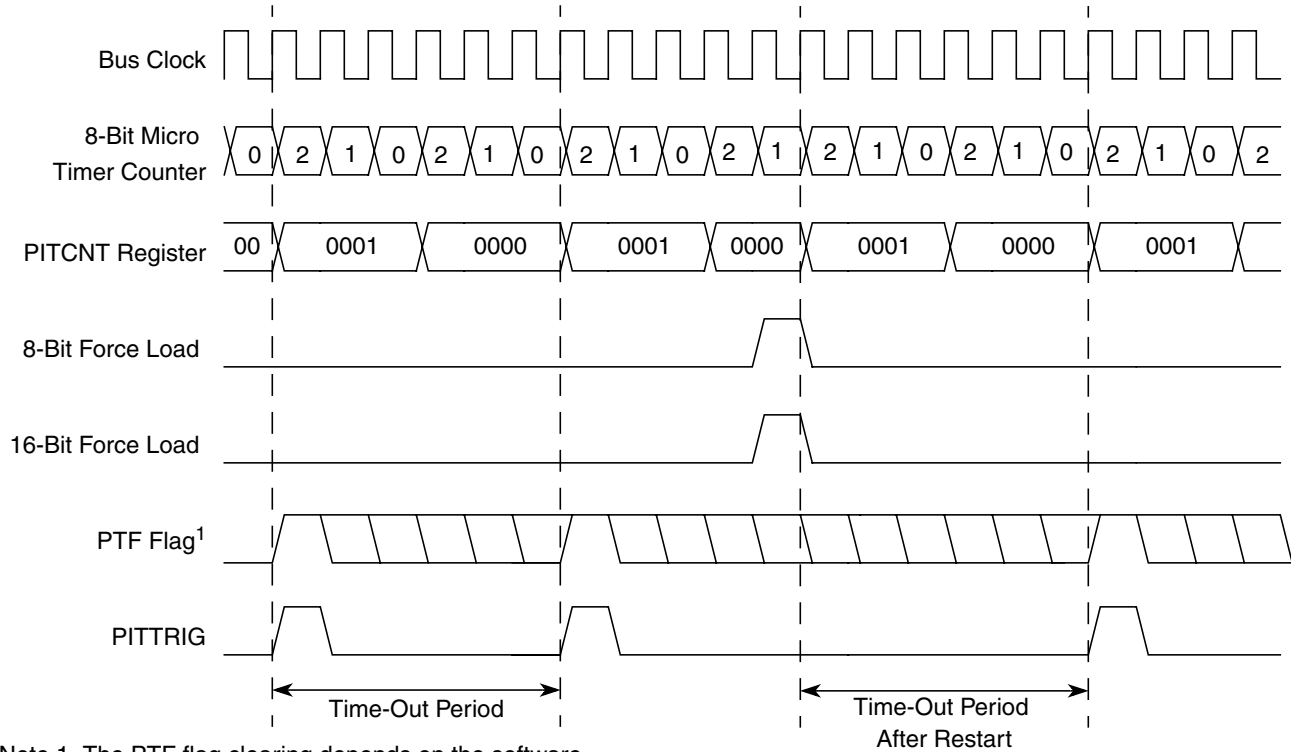 Bus Clock
8-Bit Micro
Timer Counter
0 2 1 0 2 1 0 2 1 0 2 1 2 1 0 2 1 0 2 1 0 2
PITCNT Register
00 0001 0000 0001 0000 0001 0000 0001
8-Bit Force Load
16-Bit Force Load
PTF Flag1
PITTRIG
Time-Out Period
Time-Out Period
After Restart
Note 1. The PTF flag clearing depends on the software